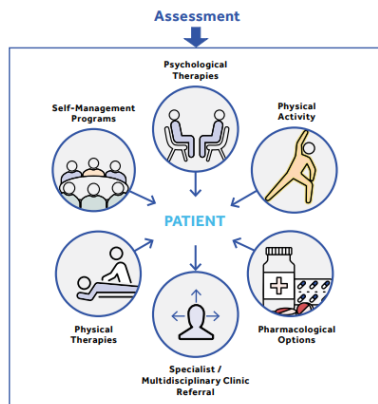 Assessment
Psychological
Therapies
Self-Management
Programs
Physical
Activity
PATIENT
Physical
Therapies
Pharmacological
Options
Specialist /
Multidisciplinary Clinic
Referral